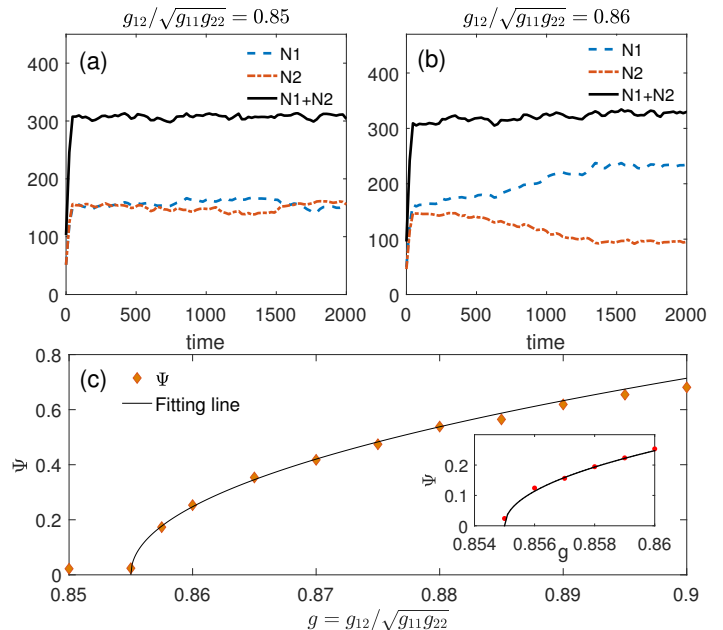 g₁₂/√g₁₁g₂₂ = 0.85
(a)
N1
N2
N1+N2
400
300
200
100
0
0 500 1000 1500 2000
time
g₁₂/√g₁₁g₂₂ = 0.86
(b)
N1
N2
N1+N2
400
300
200
100
0
0 500 1000 1500 2000
time
(c)
Ψ
Fitting line
0.8
0.6
0.4
0.2
0
Ψ
0.85 0.86 0.87 0.88 0.89 0.9
g = g₁₂/√g₁₁g₂₂
0.2
0.1
0
Ψ
0.854 0.856 0.858 0.86
g